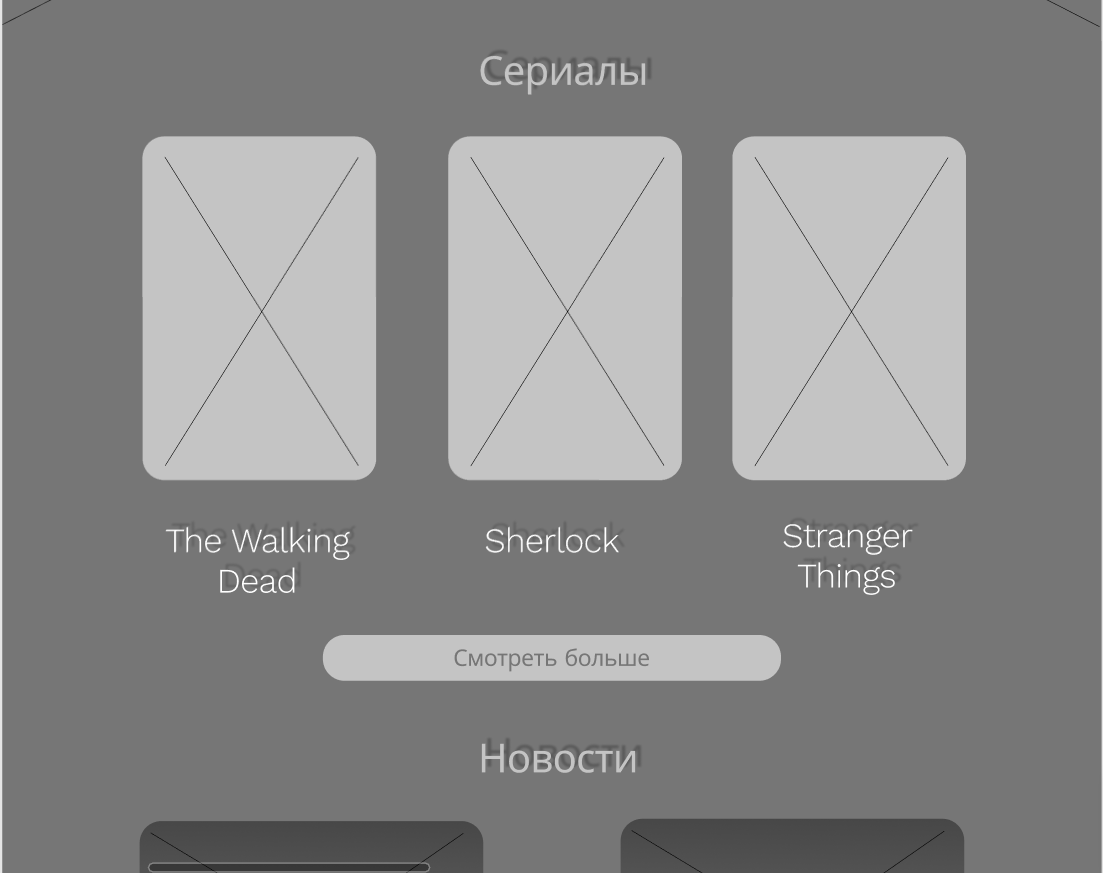 Сериалы
The Walking
Dead
Sherlock
Stranger
Things
Смотреть больше
Новости